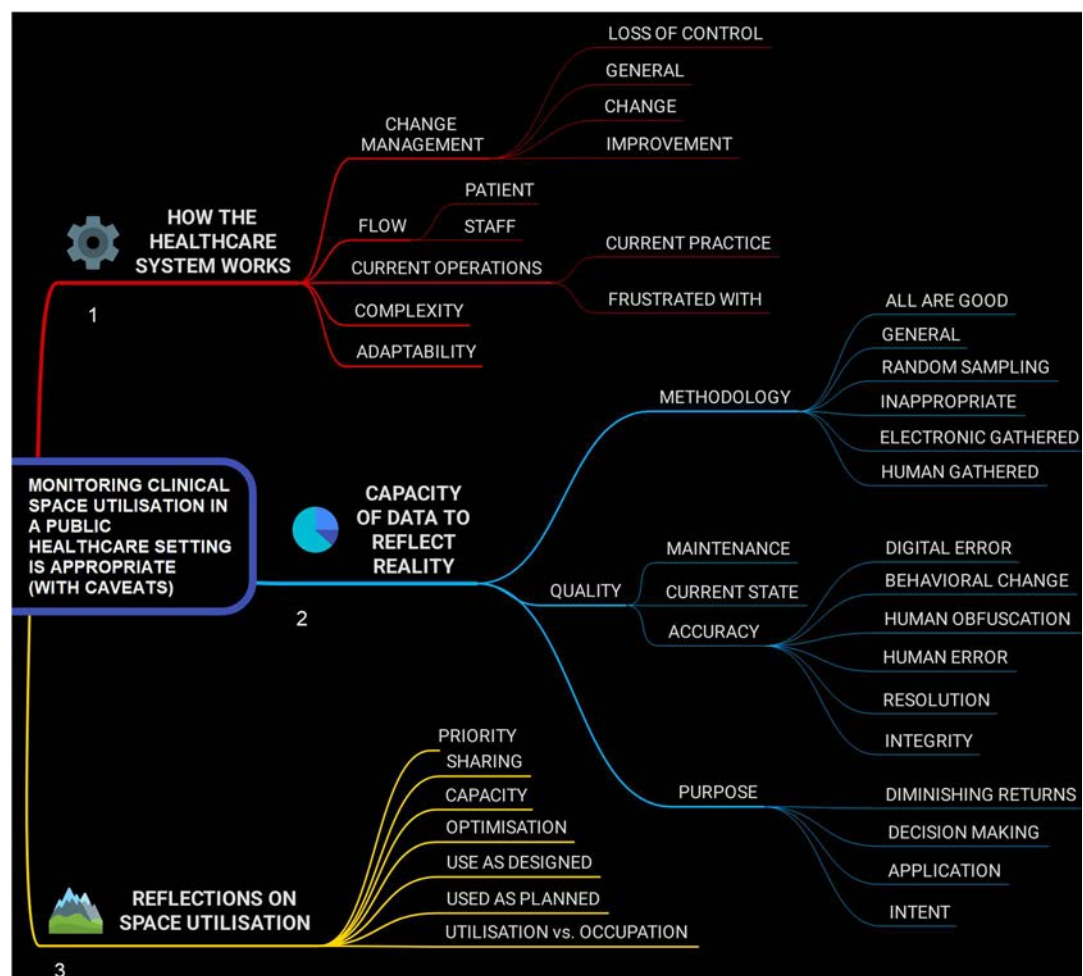 LOSS OF CONTROL
GENERAL
CHANGE
IMPROVEMENT
CHANGE
MANAGEMENT
PATIENT
STAFF
FLOW
CURRENT PRACTICE
FRUSTRATED WITH
CURRENT OPERATIONS
COMPLEXITY
ADAPTABILITY
HOW THE
HEALTHCARE
SYSTEM WORKS
1
MONITORING CLINICAL
SPACE UTILISATION IN
A PUBLIC
HEALTHCARE SETTING
IS APPROPRIATE
(WITH CAVEATS)
CAPACITY
OF DATA TO
REFLECT
REALITY
2
METHODOLOGY
ALL ARE GOOD
GENERAL
RANDOM SAMPLING
INAPPROPRIATE
ELECTRONIC GATHERED
HUMAN GATHERED
QUALITY
MAINTENANCE
CURRENT STATE
ACCURACY
DIGITAL ERROR
BEHAVIORAL CHANGE
HUMAN OBFUSCATION
HUMAN ERROR
RESOLUTION
INTEGRITY
PURPOSE
DIMINISHING RETURNS
DECISION MAKING
APPLICATION
INTENT
PRIORITY
SHARING
CAPACITY
OPTIMISATION
USE AS DESIGNED
USED AS PLANNED
UTILISATION vs. OCCUPATION
REFLECTIONS ON
SPACE UTILISATION
3